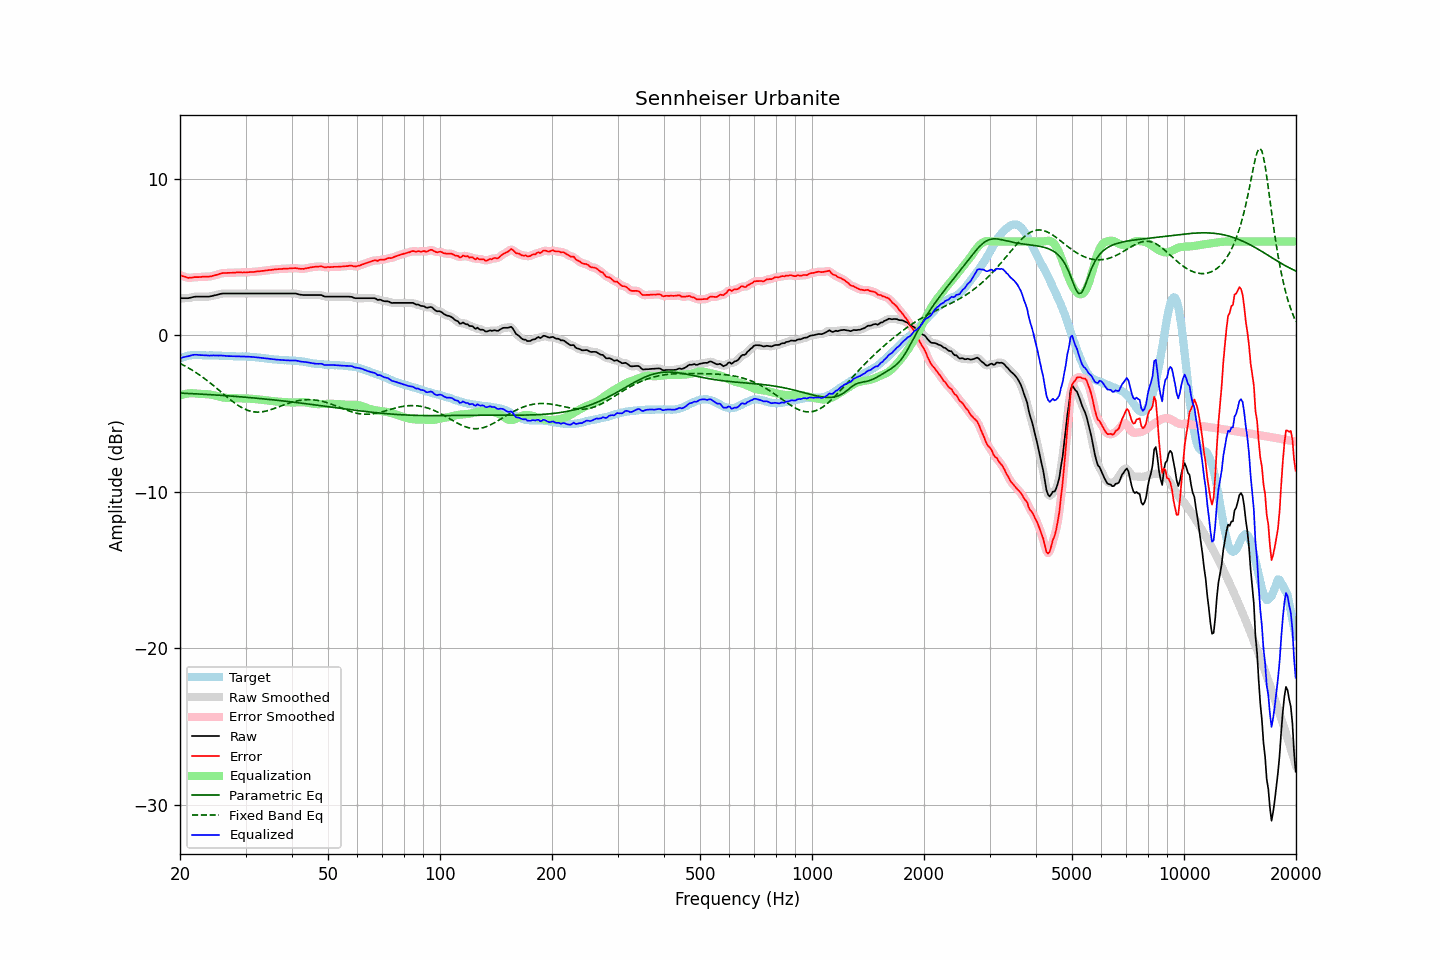 Sennheiser Urbanite
Amplitude (dBr)
10
0
−10
−20
−30
Target
Raw Smoothed
Error Smoothed
Raw
Error
Equalization
Parametric Eq
Fixed Band Eq
Equalized
20 50 100 200 500 1000 2000 5000 10000 20000
Frequency (Hz)